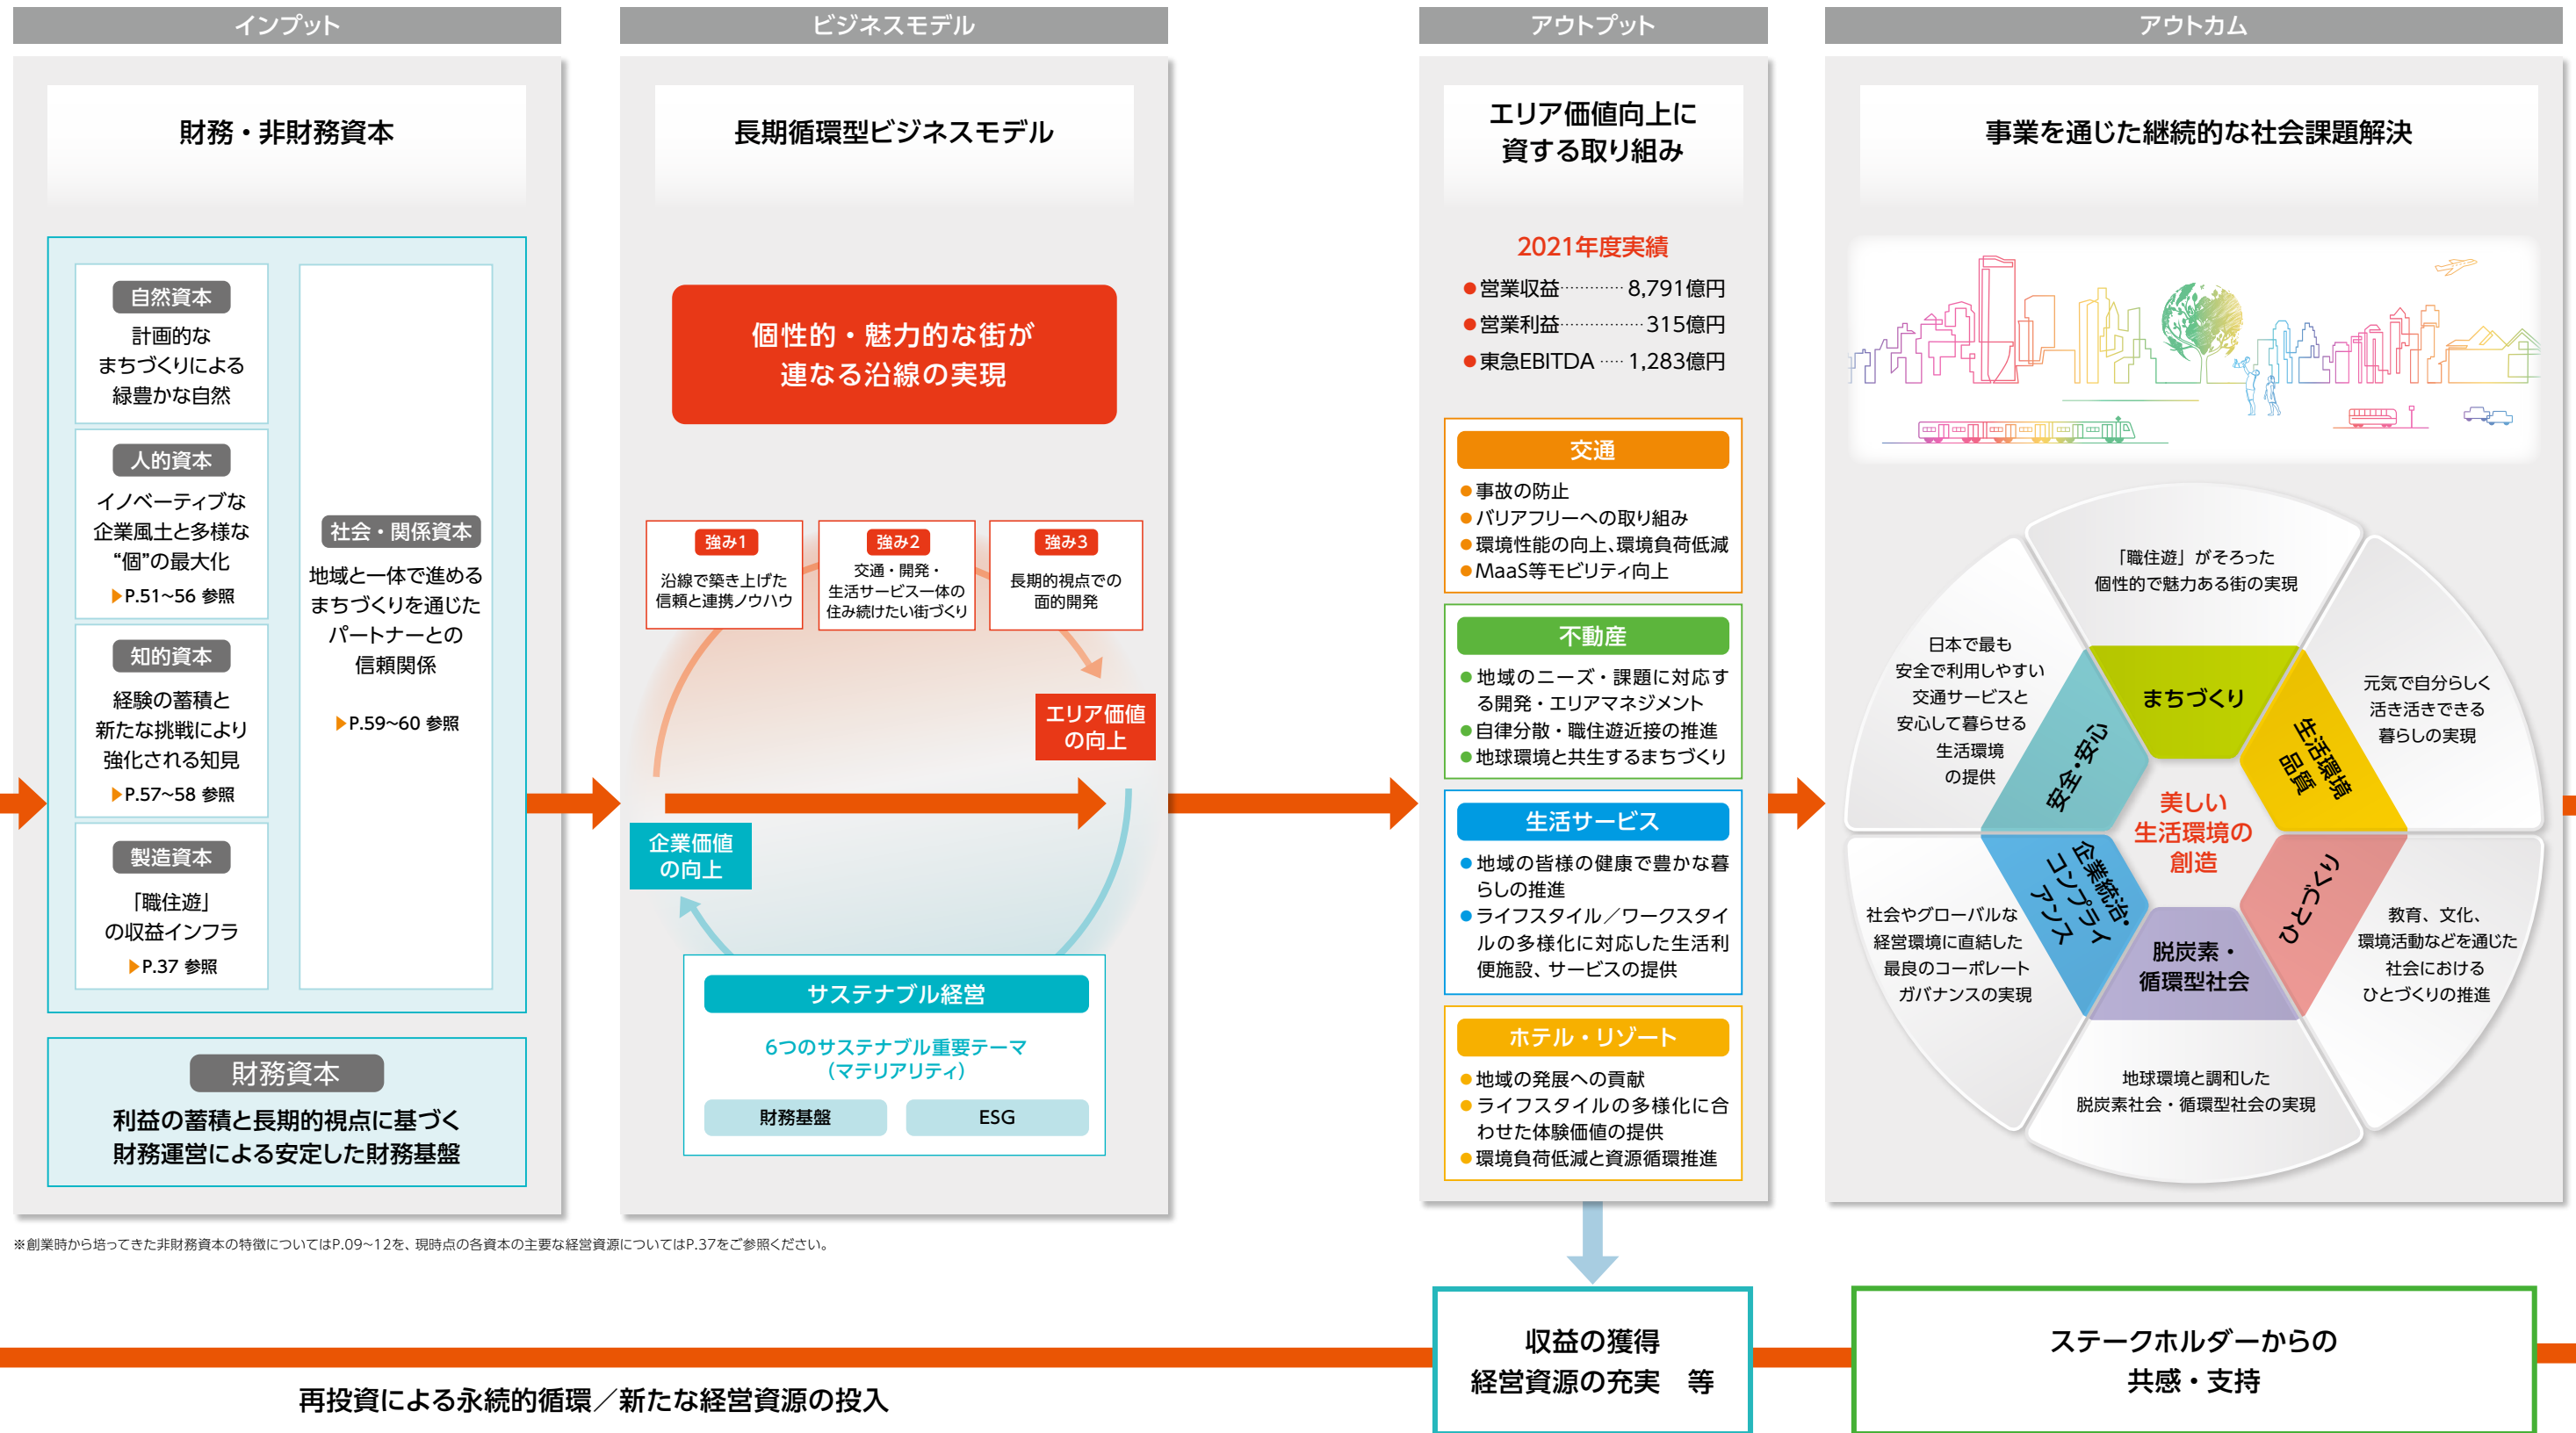 インプット
財務・非財務資本
自然資本
計画的な
まちづくりによる
緑豊かな自然
人的資本
イノベーティブな
企業風土と多様な
“個”の最大化
P.51~56 参照
知的資本
経験の蓄積と
新たな挑戦により
強化される知見
P.57~58 参照
製造資本
「職住遊」
の収益インフラ
P.37 参照
社会・関係資本
地域と一体で進める
まちづくりを通じた
パートナーとの
信頼関係
P.59~60 参照
財務資本
利益の蓄積と長期的視点に基づく
財務運営による安定した財務基盤
※創業時から培ってきた非財務資本の特徴についてはP.09~12を、現時点の各資本の主要な経営資源についてはP.37をご参照ください。
ビジネスモデル
長期循環型ビジネスモデル
個性的・魅力的な街が
連なる沿線の実現
強み1
沿線で築き上げた
信頼と連携ノウハウ
強み2
交通・開発・
生活サービス一体の
住み続けたい街づくり
強み3
長期的視点での
面的開発
エリア価値
の向上
企業価値
の向上
サステナブル経営
6つのサステナブル重要テーマ
（マテリアリティ）
財務基盤
ESG
アウトプット
エリア価値向上に
資する取り組み
2021年度実績
●営業収益············8,791億円
●営業利益················315億円
●東急EBITDA ·····1,283億円
交通
●事故の防止
●バリアフリーへの取り組み
●環境性能の向上、環境負荷低減
●MaaS等モビリティ向上
不動産
●地域のニーズ・課題に対応す
る開発・エリアマネジメント
●自律分散・職住遊近接の推進
●地球環境と共生するまちづくり
生活サービス
●地域の皆様の健康で豊かな暮
らしの推進
●ライフスタイル／ワークスタイ
ルの多様化に対応した生活利
便施設、サービスの提供
ホテル・リゾート
●地域の発展への貢献
●ライフスタイルの多様化に合
わせた体験価値の提供
●環境負荷低減と資源循環推進
アウトカム
事業を通じた継続的な社会課題解決
「職住遊」がそろった
個性的で魅力ある街の実現
まちづくり
元気で自分らしく
活き活きできる
暮らしの実現
生活環境
品質
教育、文化、
環境活動などを通じた
社会における
ひとづくりの推進
ひとづくり
地球環境と調和した
脱炭素社会・循環型社会の実現
脱炭素・
循環型社会
社会やグローバルな
経営環境に直結した
最良のコーポレート
ガバナンスの実現
企業統治・
コンプライ
アンス
日本で最も
安全で利用しやすい
交通サービスと
安心して暮らせる
生活環境
の提供
安全・安心
美しい
生活環境の
創造
収益の獲得
経営資源の充実　等
ステークホルダーからの
共感・支持
再投資による永続的循環／新たな経営資源の投入